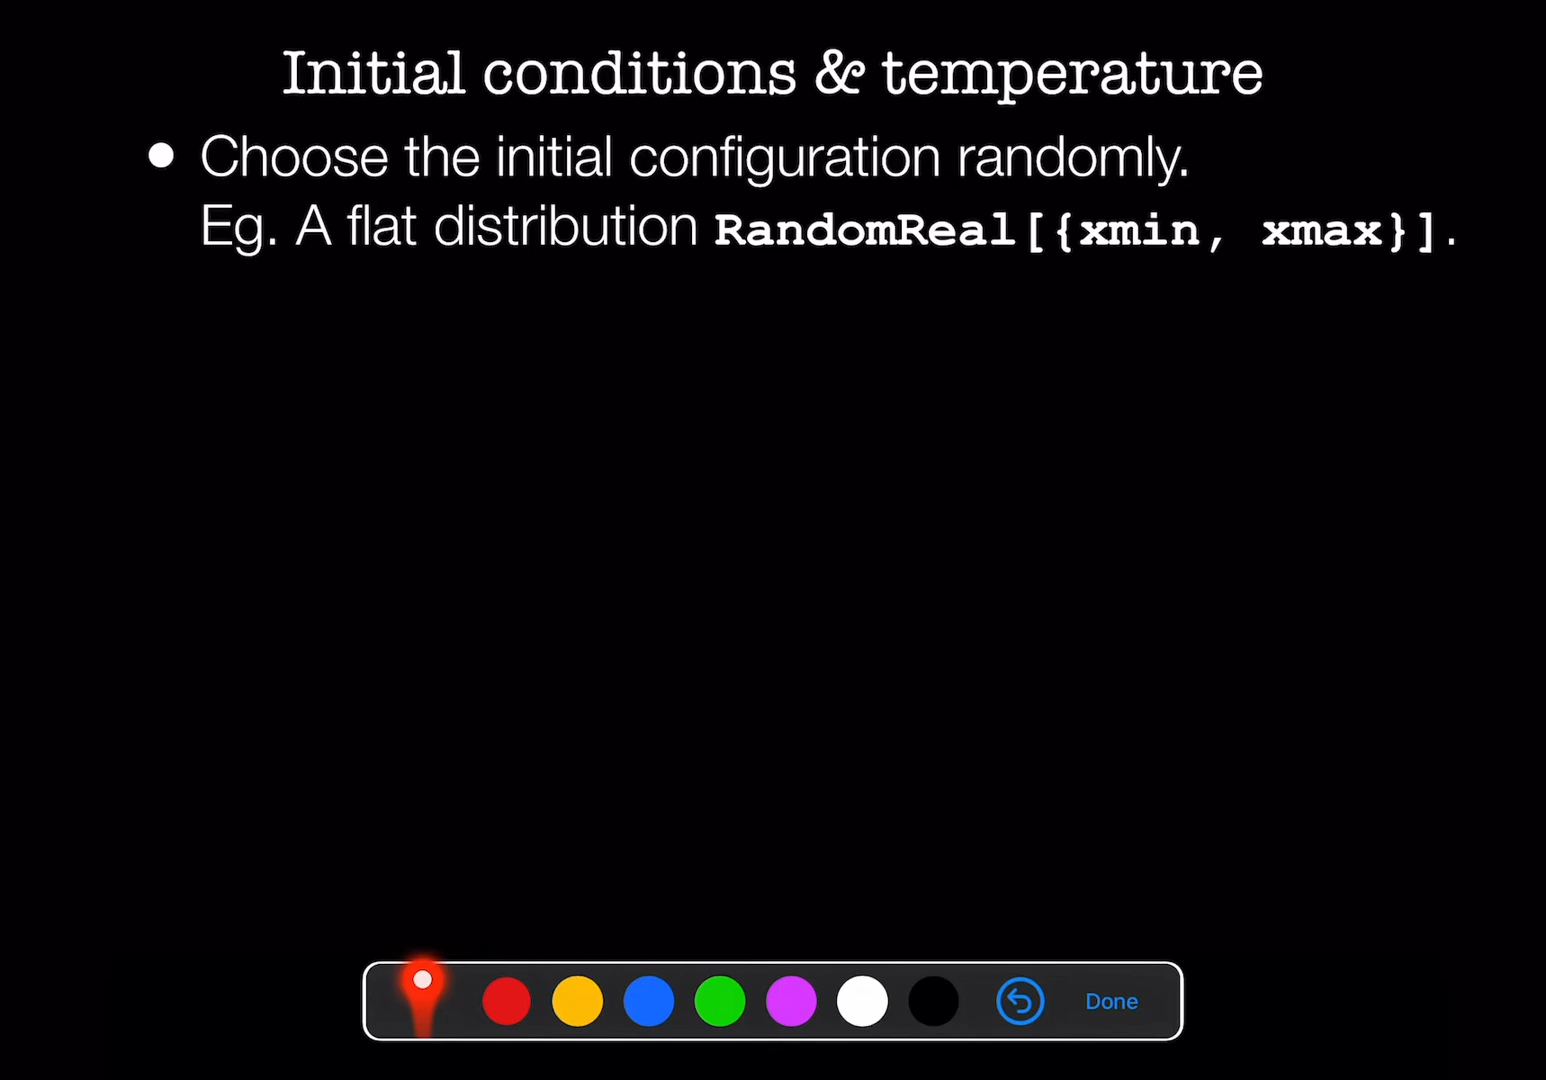 Initial conditions & temperature
● Choose the initial configuration randomly.
Eg. A flat distribution RandomReal[{xmin, xmax}].
Done